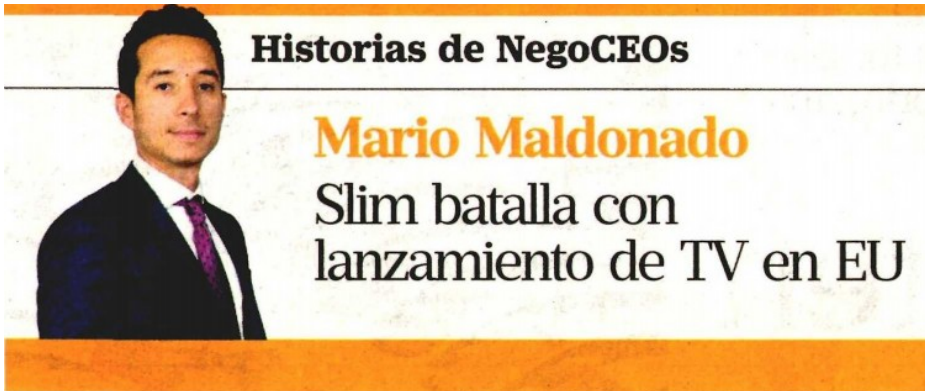 Historias de NegoCEOs
Mario Maldonado
Slim batalla con
lanzamiento de TV en EU